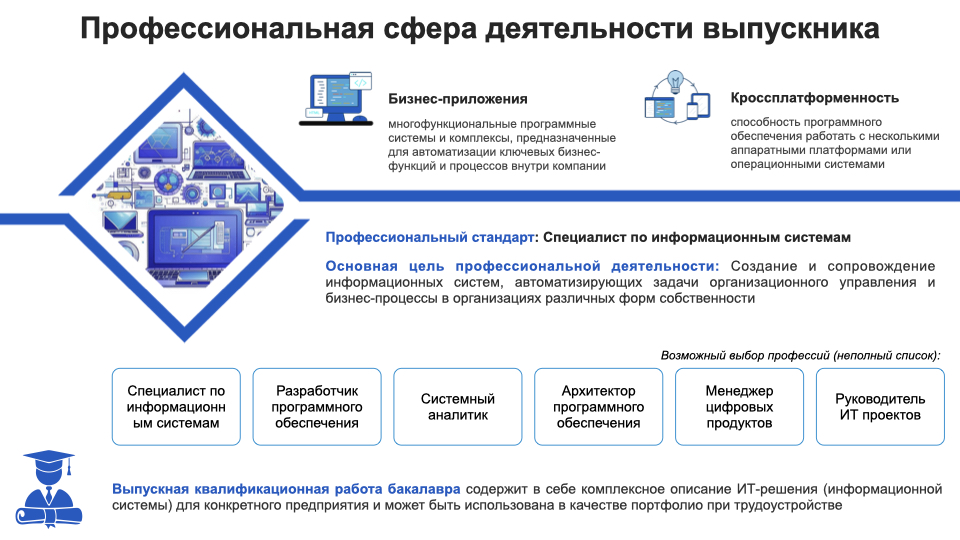 Профессиональная сфера деятельности выпускника
Бизнес-приложения
многофункциональные программные
системы и комплексы, предназначенные
для автоматизации ключевых бизнес-
функций и процессов внутри компании
Кроссплатформенность
способность программного
обеспечения работать с несколькими
аппаратными платформами или
операционными системами
Профессиональный стандарт: Специалист по информационным системам
Основная цель профессиональной деятельности: Создание и сопровождение
информационных систем, автоматизирующих задачи организационного управления и
бизнес-процессы в организациях различных форм собственности
Возможный выбор профессий (неполный список):
Специалист по
информационн
ым системам
Разработчик
программного
обеспечения
Системный
аналитик
Архитектор
программного
обеспечения
Менеджер
цифровых
продуктов
Руководитель
ИТ проектов
Выпускная квалификационная работа бакалавра содержит в себе комплексное описание ИТ-решения (информационной
системы) для конкретного предприятия и может быть использована в качестве портфолио при трудоустройстве